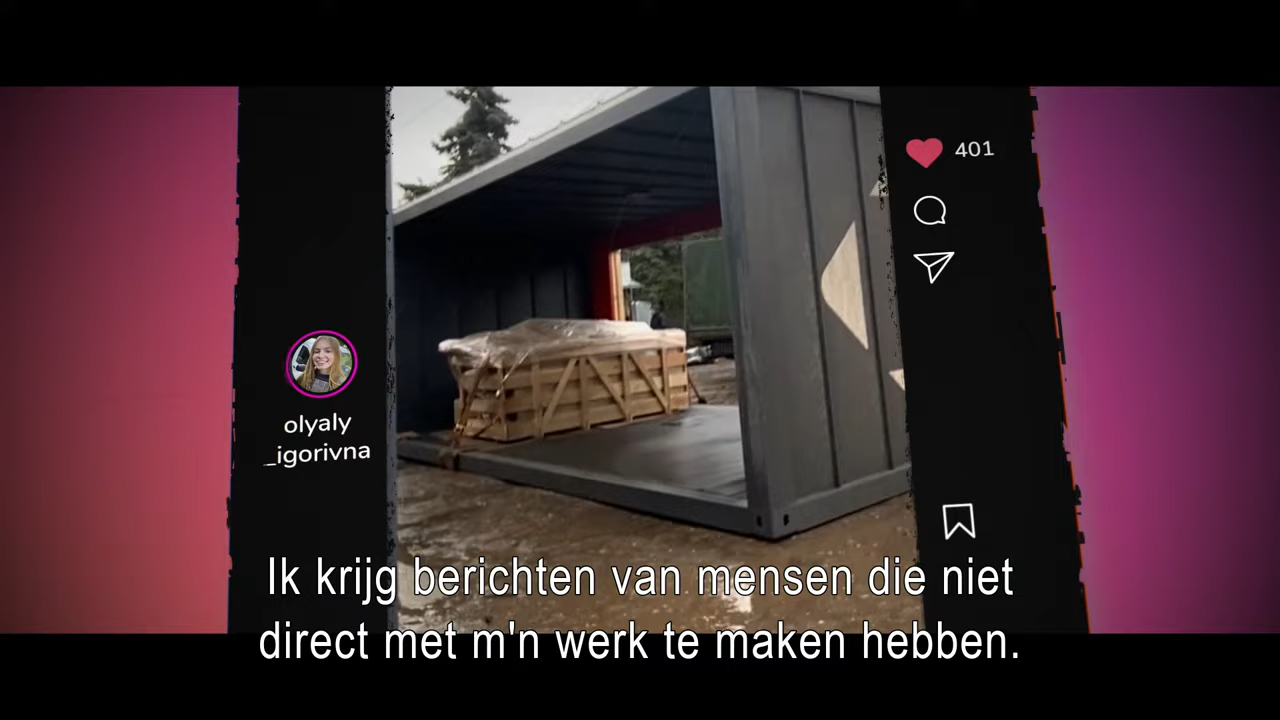 401
olyaly
_igorivna
Ik krijg berichten van mensen die niet
direct met m'n werk te maken hebben.